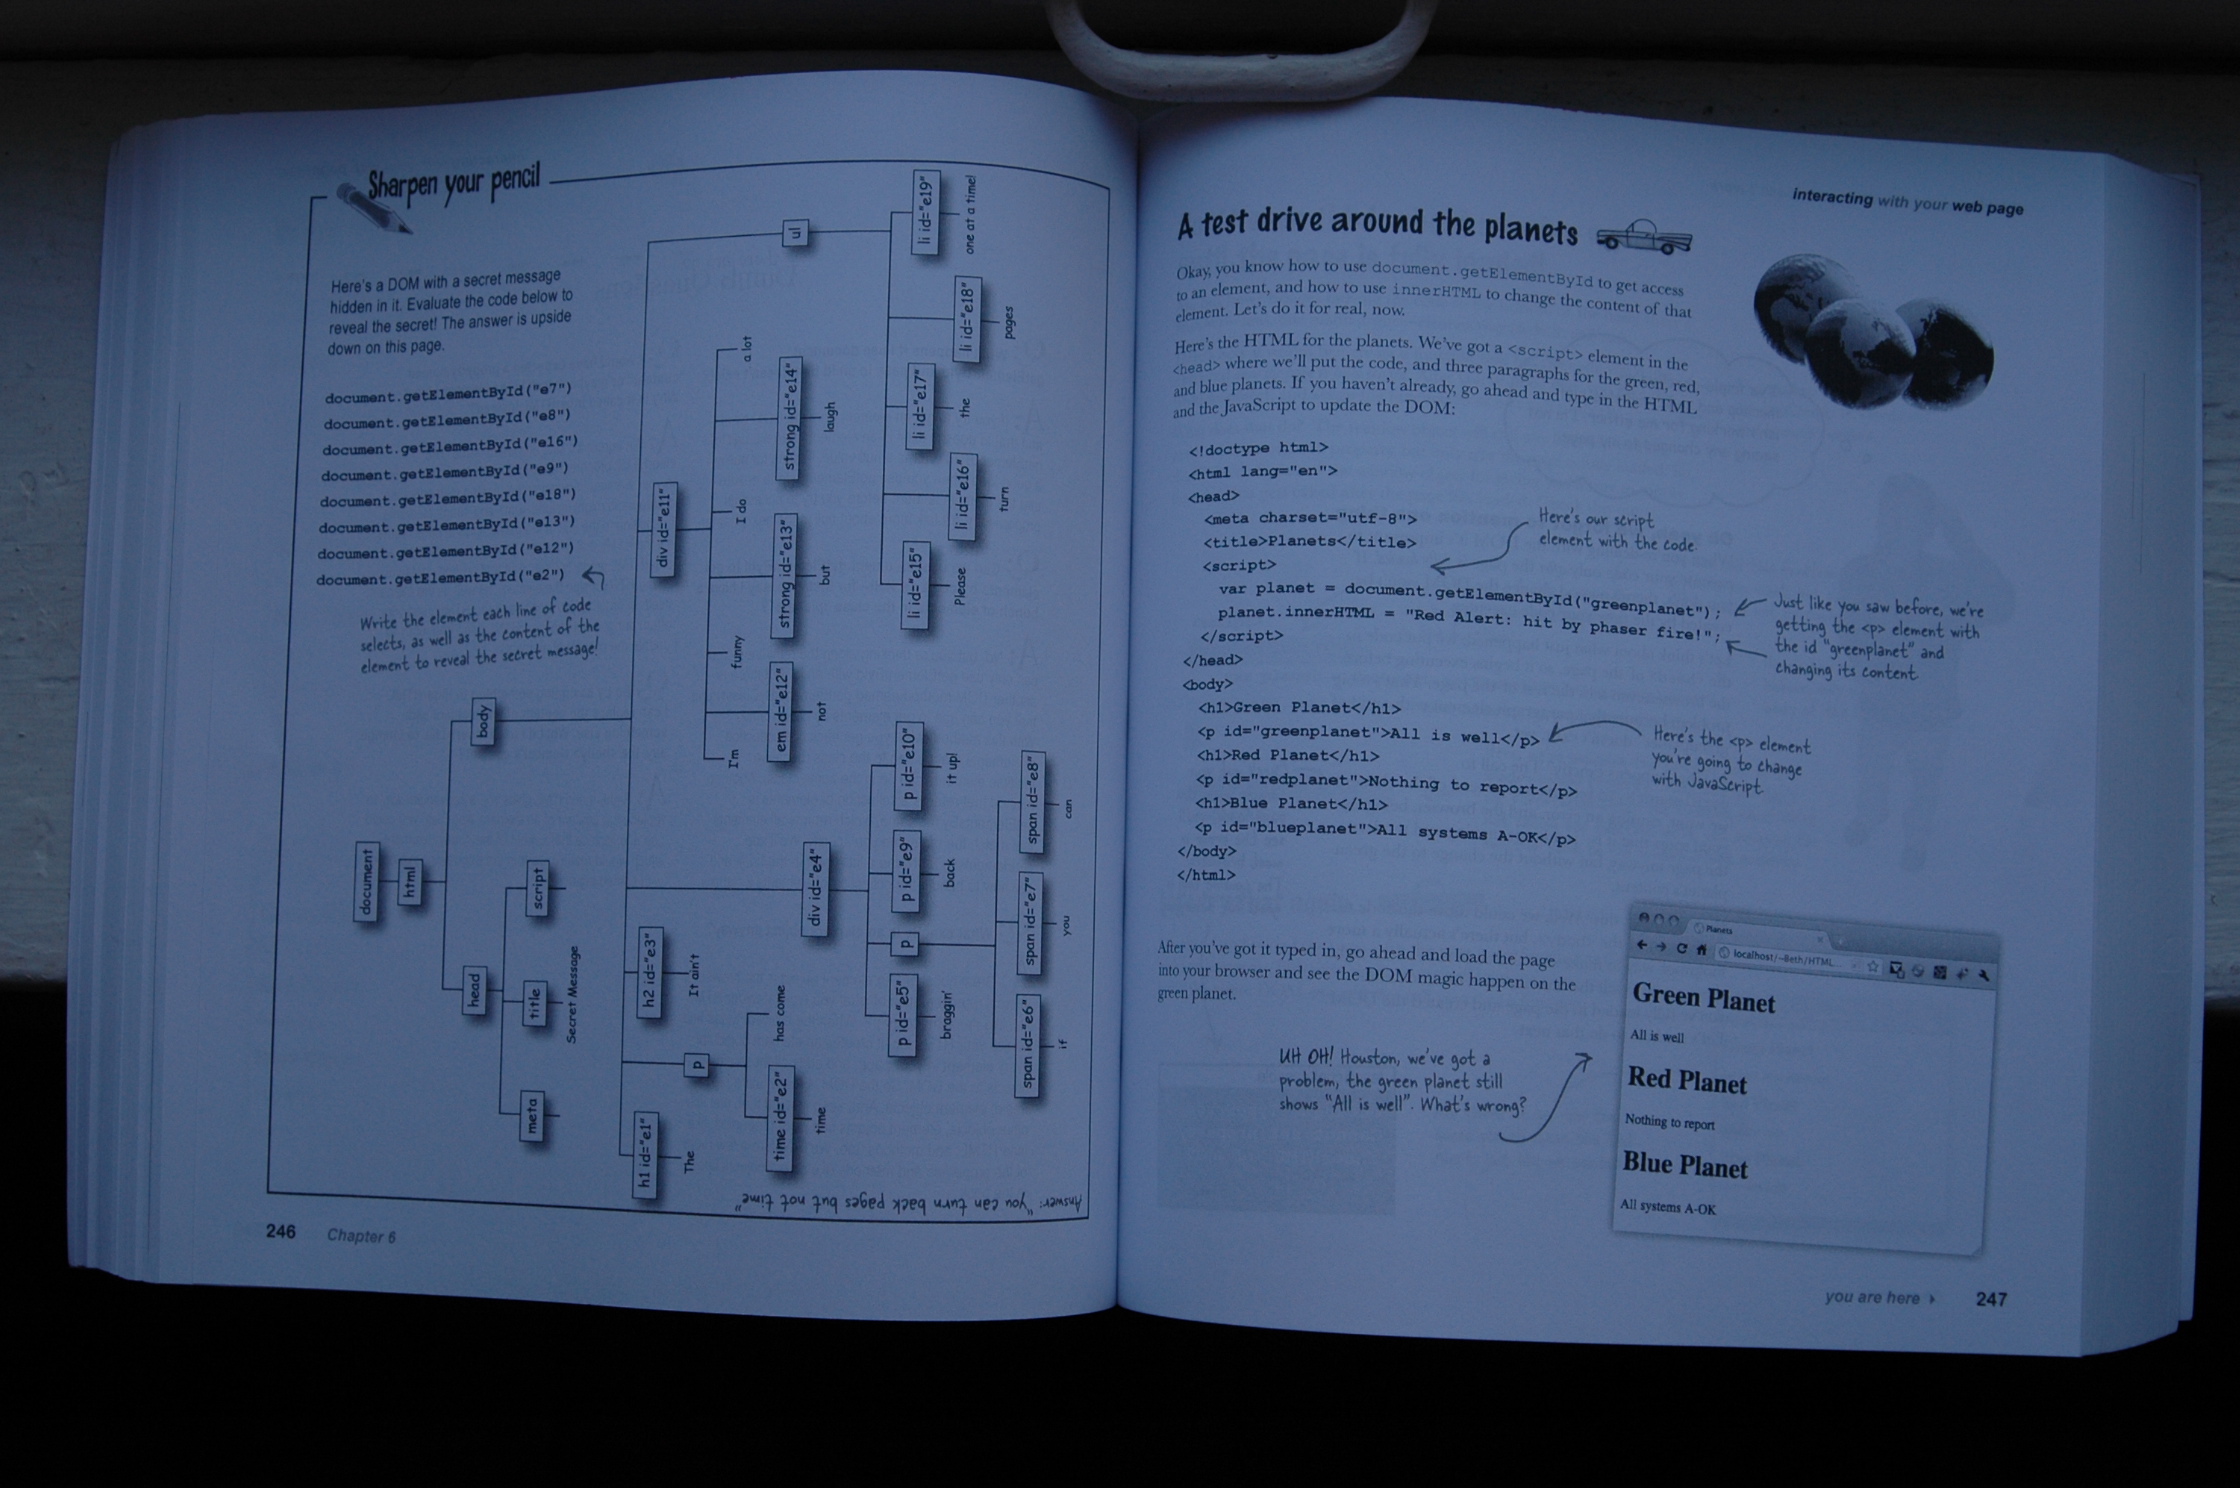 Sharpen your pencil
Here's a DOM with a secret message
hidden in it. Evaluate the code below to
reveal the secret! The answer is upside
down on this page.
document.getElementById("e7")
document.getElementById("e8")
document.getElementById("e16")
document.getElementById("e9")
document.getElementById("e18")
document.getElementById("e13")
document.getElementById("e12")
document.getElementById("e2")
Write the element each line of code
selects, as well as the content of the
element to reveal the secret message!
document
html
head
meta
title
Secret Message
script
body
h1 id="e1"
The
p
time id="e2"
time
has come
h2 id="e3"
It ain't
div id="e4"
p id="e5"
braggin'
p
span id="e6"
if
span id="e7"
you
span id="e8"
can
p id="e9"
back
p id="e10"
it up!
div id="e11"
I'm
em id="e12"
not
funny
strong id="e13"
but
I do
strong id="e14"
laugh
a lot
ul
li id="e15"
Please
li id="e16"
turn
li id="e17"
the
li id="e18"
pages
li id="e19"
one at a time!
Answer: "You can turn back pages but not time"
246
Chapter 6
interacting with your web page
A test drive around the planets
Okay, you know how to use document.getElementById to get access
to an element, and how to use innerHTML to change the content of that
element. Let's do it for real, now.
Here's the HTML for the planets. We've got a <script> element in the
<head> where we'll put the code, and three paragraphs for the green, red,
and blue planets. If you haven't already, go ahead and type in the HTML
and the JavaScript to update the DOM:
<!doctype html>
<html lang="en">
<head>
<meta charset="utf-8">
<title>Planets</title>
<script>
Here's our script
element with the code.
var planet = document.getElementById("greenplanet");
planet.innerHTML = "Red Alert: hit by phaser fire!";
Just like you saw before, we're
getting the <p> element with
the id "greenplanet" and
changing its content
</script>
</head>
<body>
<h1>Green Planet</h1>
<p id="greenplanet">All is well</p>
Here's the <p> element
you're going to change
with JavaScript
<h1>Red Planet</h1>
<p id="redplanet">Nothing to report</p>
<h1>Blue Planet</h1>
<p id="blueplanet">All systems A-OK</p>
</body>
</html>
After you've got it typed in, go ahead and load the page
into your browser and see the DOM magic happen on the
green planet.
UH OH! Houston, we've got a
problem, the green planet still
shows "All is well". What's wrong?
Planets
localhost/~Beth/HTML
Green Planet
All is well
Red Planet
Nothing to report
Blue Planet
All systems A-OK
you are here
247